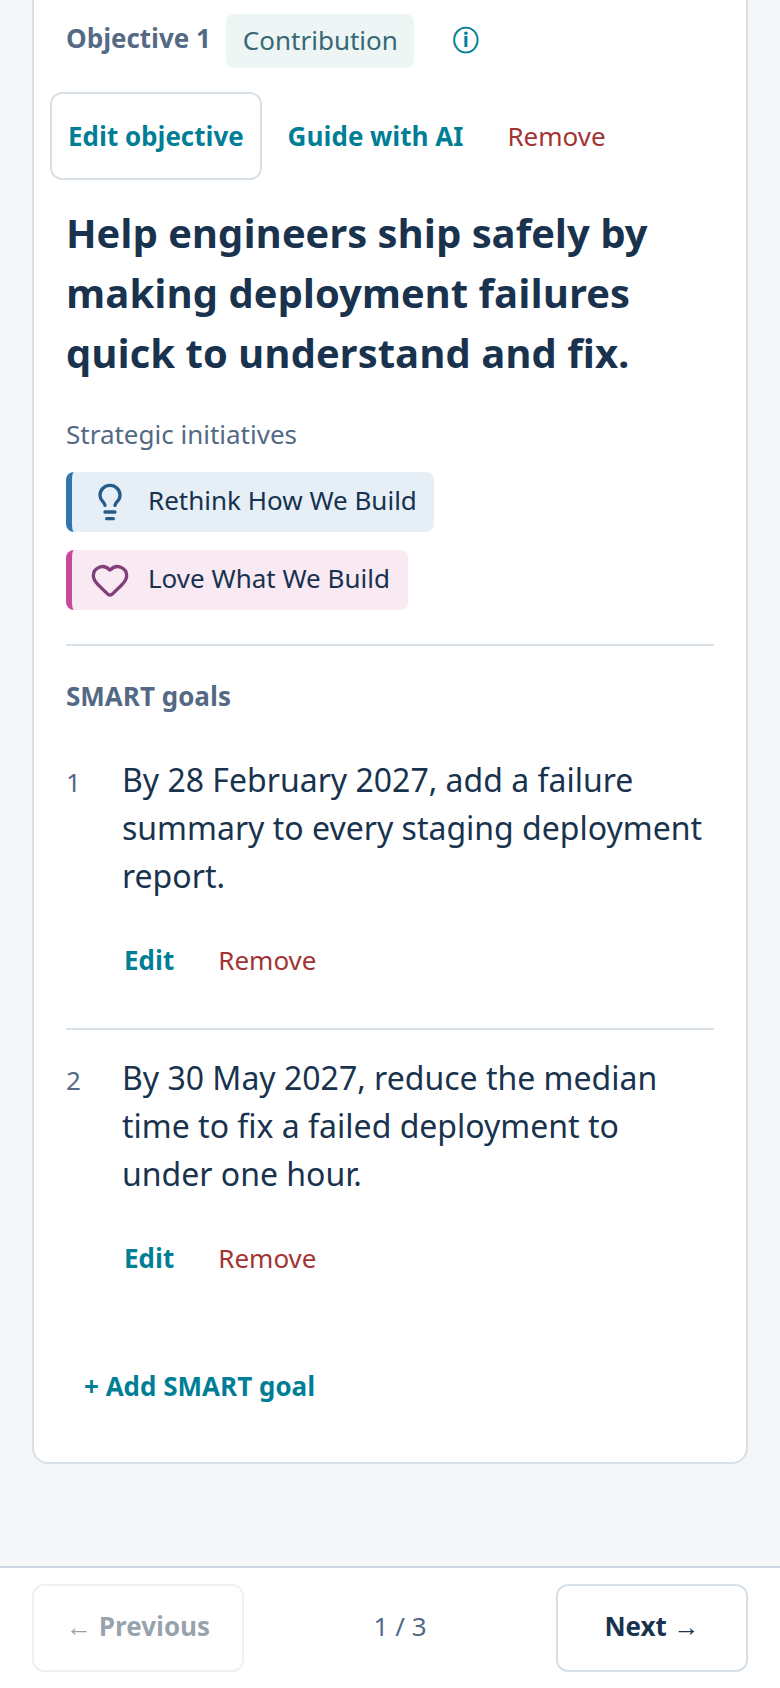 Objective 1 Contribution
Edit objective Guide with AI Remove
Help engineers ship safely by
making deployment failures
quick to understand and fix.
Strategic initiatives
Rethink How We Build
Love What We Build
SMART goals
1 By 28 February 2027, add a failure
summary to every staging deployment
report.
Edit Remove
2 By 30 May 2027, reduce the median
time to fix a failed deployment to
under one hour.
Edit Remove
+ Add SMART goal
← Previous 1 / 3 Next →